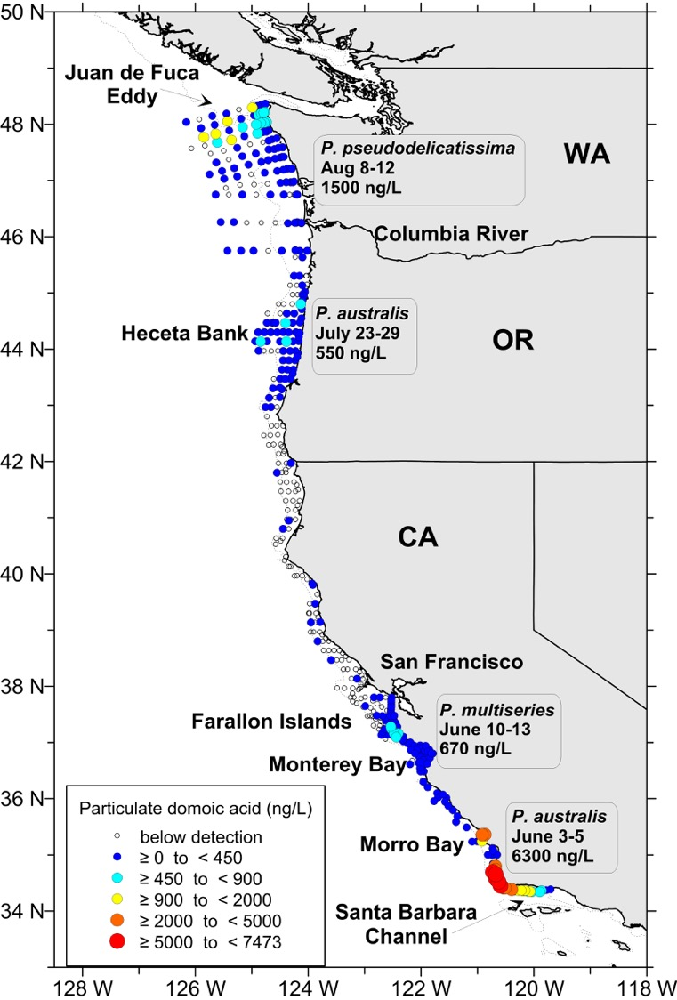 50 N
Juan de Fuca
Eddy
48 N
P. pseudodelicatissima
Aug 8-12
1500 ng/L
WA
46 N
Columbia River
P. australis
July 23-29
550 ng/L
Heceta Bank
44 N
OR
42 N
CA
40 N
San Francisco
38 N
P. multiseries
June 10-13
670 ng/L
Farallon Islands
Monterey Bay
36 N
Particulate domoic acid (ng/L)
below detection
≥ 0 to < 450
≥ 450 to < 900
≥ 900 to < 2000
≥ 2000 to < 5000
≥ 5000 to < 7473
P. australis
June 3-5
6300 ng/L
Morro Bay
34 N
Santa Barbara
Channel
128 W 126 W 124 W 122 W 120 W 118 W